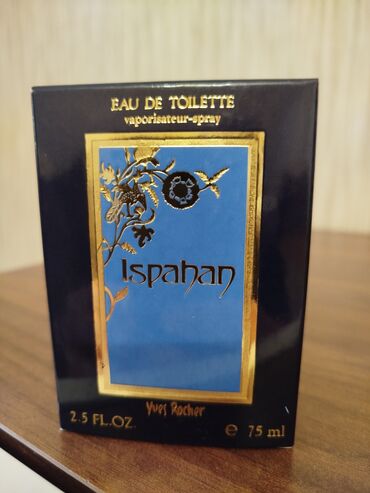 EAU DE TOILETTE
vaporisateur-spray
Ispahan
Yves Rocher
2.5 FL.OZ. e 75 ml